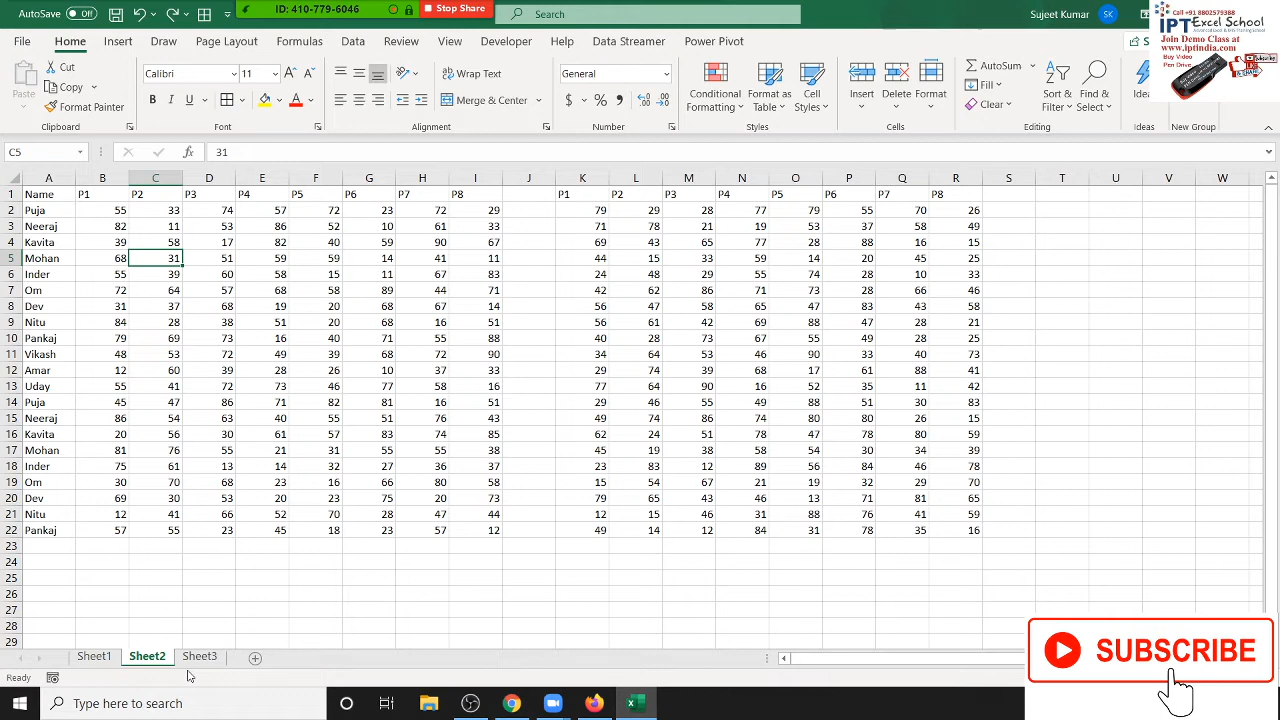 AutoSave Off
ID: 410-779-6046 Stop Share
Search
Sujeet Kumar SK
File Home Insert Draw Page Layout Formulas Data Review View Developer Help Data Streamer Power Pivot
Call +91 8802579388
IPT Excel School
Join Demo Class at
www.iptindia.com
Buy Video
Pen Drive
Paste Cut Copy Format Painter Clipboard
Calibri 11 B I U A Font
Wrap Text Merge & Center Alignment
General $ % Number
Conditional Formatting Format as Table Cell Styles Styles
Insert Delete Format Cells
AutoSum Fill Clear Sort & Filter Find & Select Editing
Ideas Ideas New Group
C5 fx 31
A B C D E F G H I J K L M N O P Q R S T U V W
1 Name P1 P2 P3 P4 P5 P6 P7 P8 P1 P2 P3 P4 P5 P6 P7 P8
2 Puja 55 33 74 57 72 23 72 29 79 29 28 77 79 55 70 26
3 Neeraj 82 11 53 86 52 10 61 33 71 78 21 19 53 37 58 49
4 Kavita 39 58 17 82 40 59 90 67 69 43 65 77 28 88 16 15
5 Mohan 68 31 51 59 59 14 41 11 44 15 33 59 14 20 45 25
6 Inder 55 39 60 58 15 11 67 83 24 48 29 55 74 28 10 33
7 Om 72 64 57 68 58 89 44 71 42 62 86 71 73 28 66 46
8 Dev 31 37 68 19 20 68 67 14 56 47 58 65 47 83 43 58
9 Nitu 84 28 38 51 20 68 16 51 56 61 42 69 88 47 28 21
10 Pankaj 79 69 73 16 40 71 55 88 40 28 73 67 55 49 28 25
11 Vikash 48 53 72 49 39 68 72 90 34 64 53 46 90 33 40 73
12 Amar 12 60 39 28 26 10 37 33 71 64 39 68 17 61 88 41
13 Uday 55 41 72 73 46 77 58 16 77 64 90 16 52 35 11 42
14 Puja 45 47 86 71 82 81 16 51 29 46 55 49 88 51 30 83
15 Neeraj 86 54 63 40 55 51 76 43 49 74 86 74 80 80 26 15
16 Kavita 20 56 30 61 57 83 74 85 62 24 51 78 47 78 80 59
17 Mohan 81 76 55 21 31 55 55 38 45 19 38 58 54 30 34 39
18 Inder 75 61 13 14 32 27 36 37 23 83 12 89 56 84 46 78
19 Om 30 70 68 23 16 66 80 58 15 54 67 21 19 32 29 70
20 Dev 69 30 53 20 23 75 20 73 79 65 43 46 13 71 81 65
21 Nitu 12 41 66 52 70 28 47 44 12 15 46 31 88 76 41 59
22 Pankaj 57 55 23 45 18 23 57 12 49 14 12 84 31 78 35 16
23
24
25
26
27
28
29
Sheet1 Sheet2 Sheet3
SUBSCRIBE
Ready
Type here to search